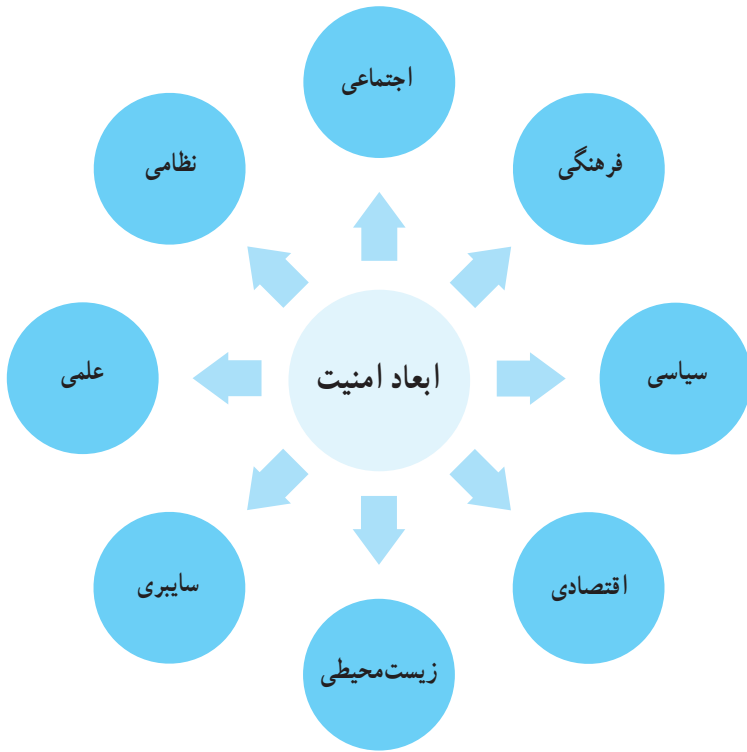 ابعاد امنیت
اجتماعی
فرهنگی
سیاسی
اقتصادی
زیست‌محیطی
سایبری
علمی
نظامی